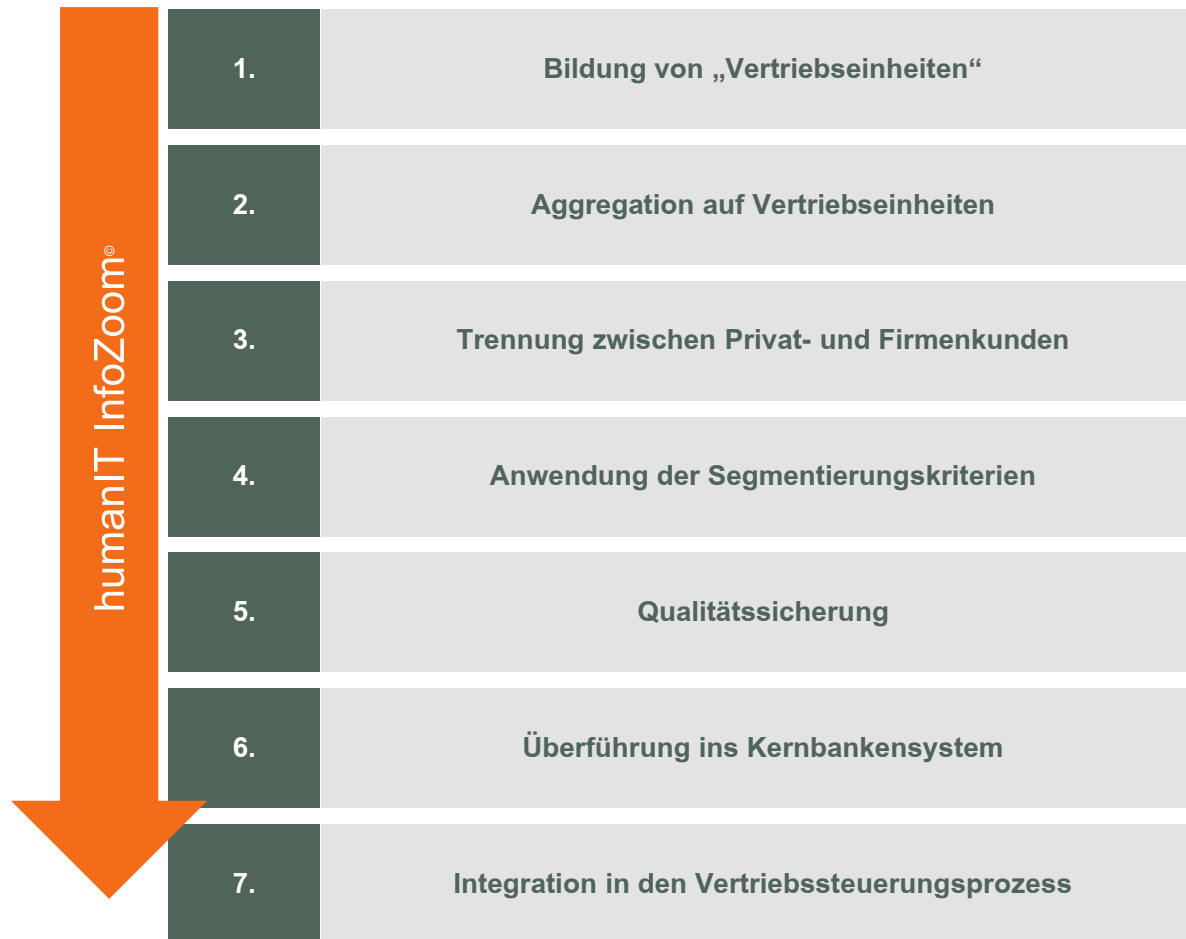 humanIT InfoZoom©
1.
Bildung von „Vertriebseinheiten“
2.
Aggregation auf Vertriebseinheiten
3.
Trennung zwischen Privat- und Firmenkunden
4.
Anwendung der Segmentierungskriterien
5.
Qualitätssicherung
6.
Überführung ins Kernbankensystem
7.
Integration in den Vertriebssteuerungsprozess